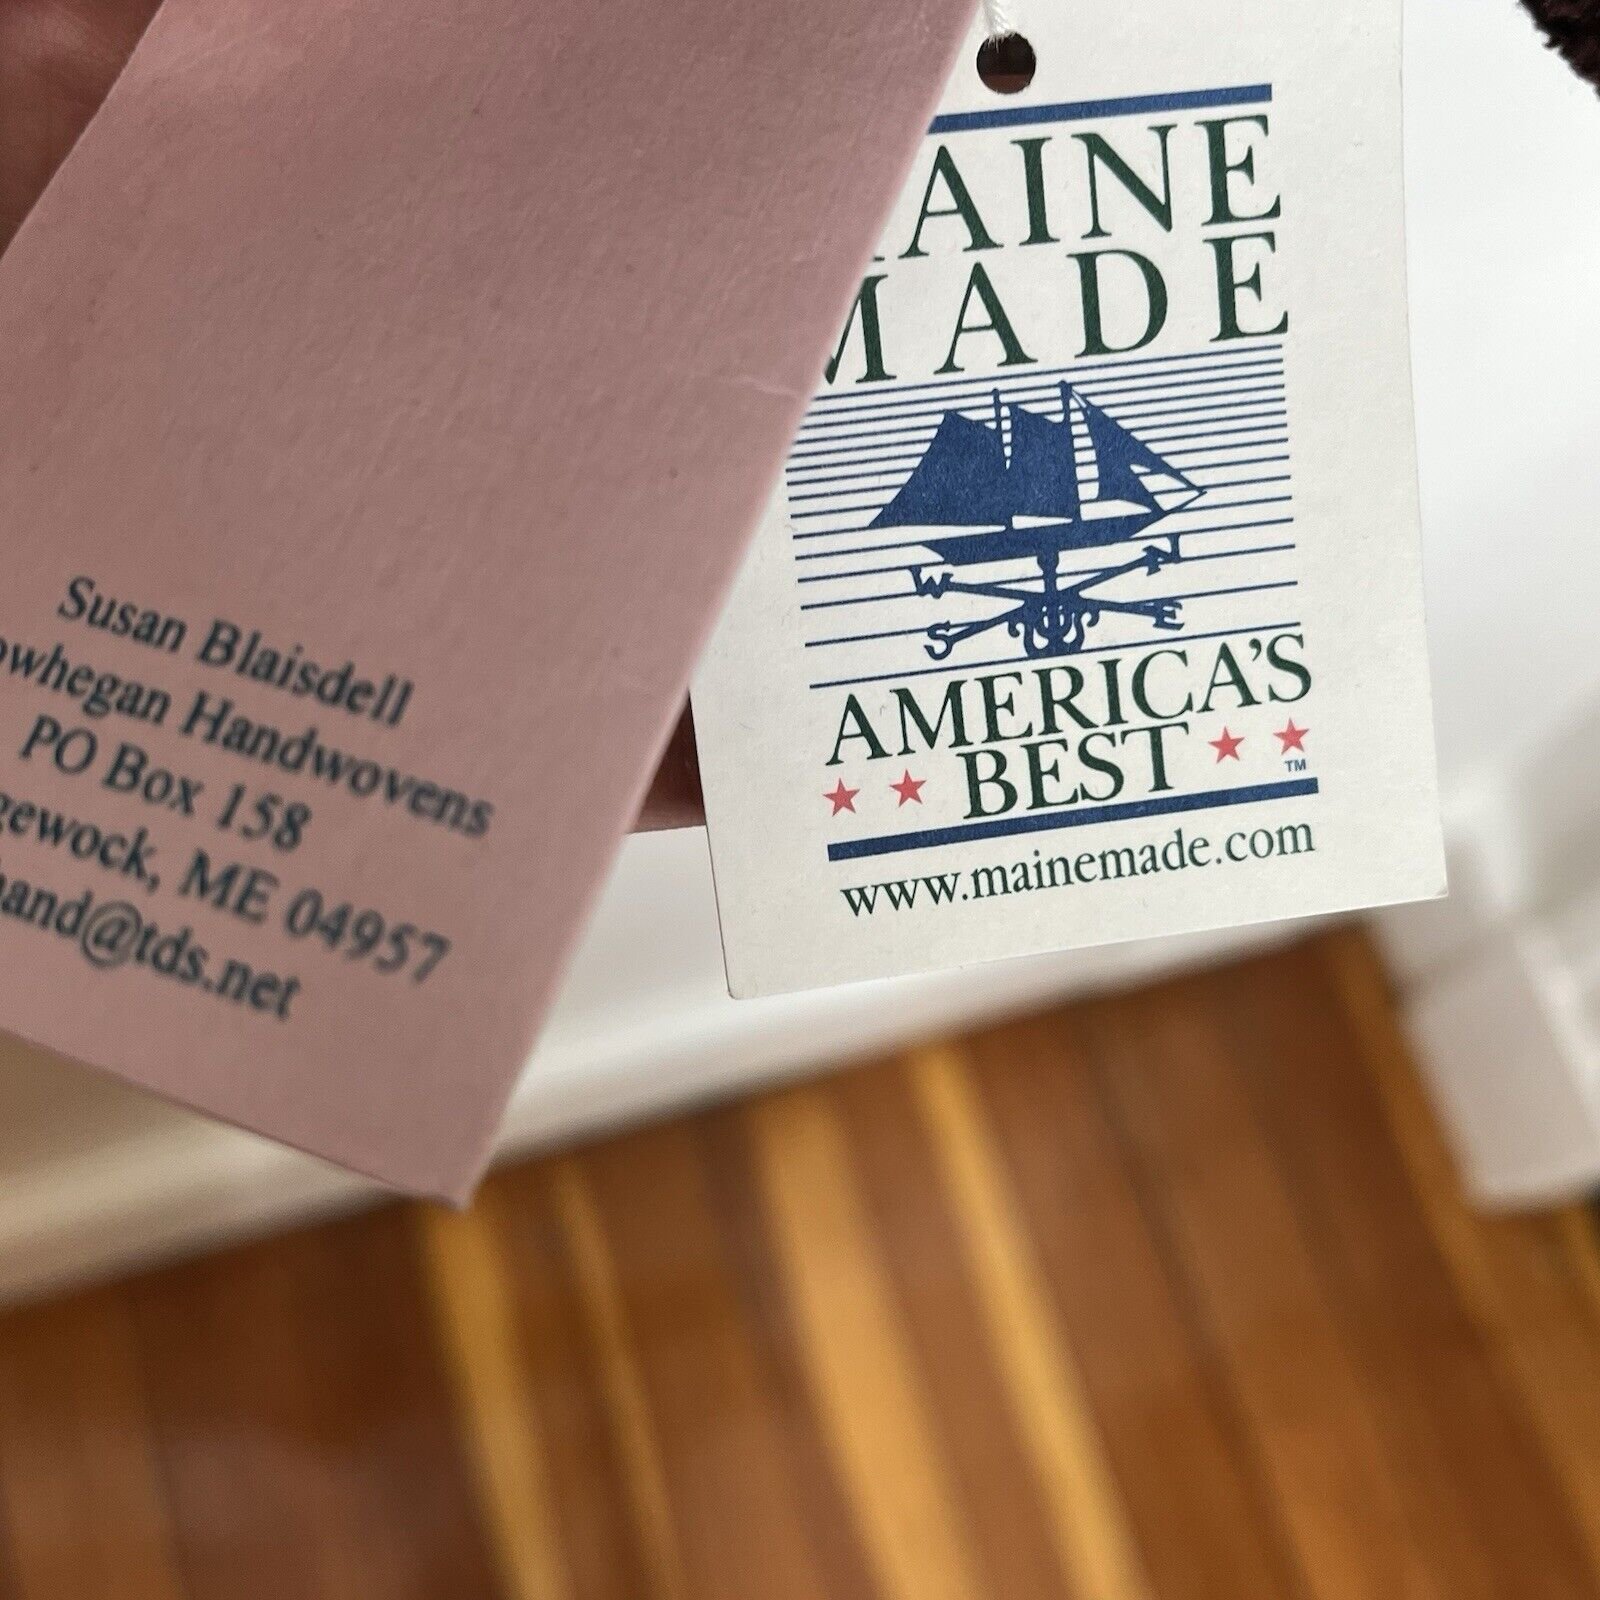 Susan Blaisdell
owhegan Handwovens
PO Box 158
gewock, ME 04957
hand@tds.net
MAINE
MADE
N
W
E
S
AMERICA'S
BEST
TM
www.mainemade.com